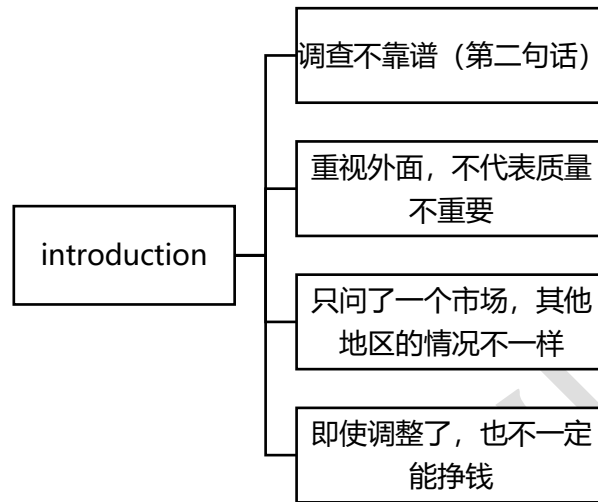 调查不靠谱（第二句话）
重视外面，不代表质量
不重要
introduction
只问了一个市场，其他
地区的情况不一样
即使调整了，也不一定
能挣钱